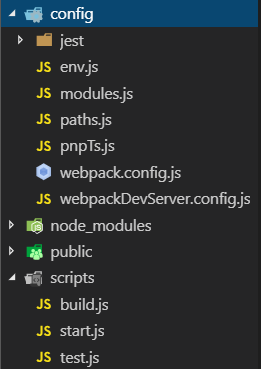 config
jest
JS env.js
JS modules.js
JS paths.js
JS pnpTs.js
webpack.config.js
JS webpackDevServer.config.js
node_modules
public
scripts
JS build.js
JS start.js
JS test.js